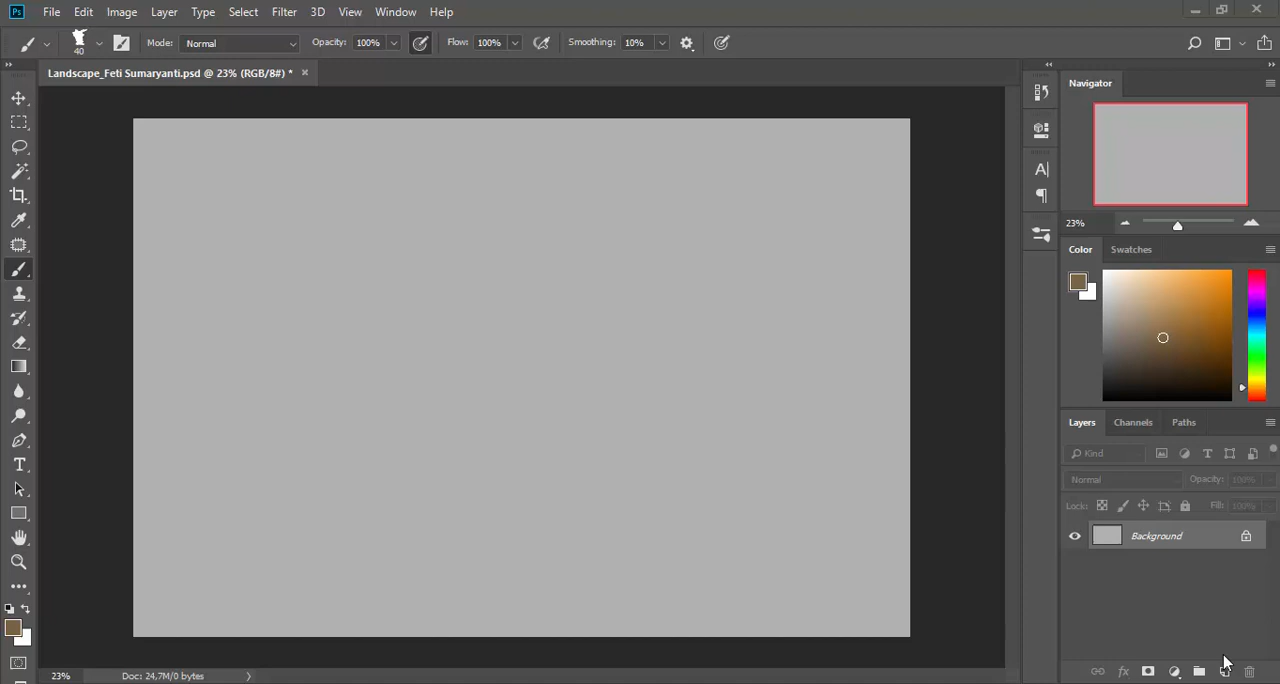 Ps File Edit Image Layer Type Select Filter 3D View Window Help
40 Mode: Normal Opacity: 100% Flow: 100% Smoothing: 10%
Landscape_Feti Sumaryanti.psd @ 23% (RGB/8#) *
Navigator
23%
Color Swatches
Layers Channels Paths
Kind
Normal Opacity: 100%
Lock: Fill: 100%
Background
23% Doc: 24,7M/0 bytes